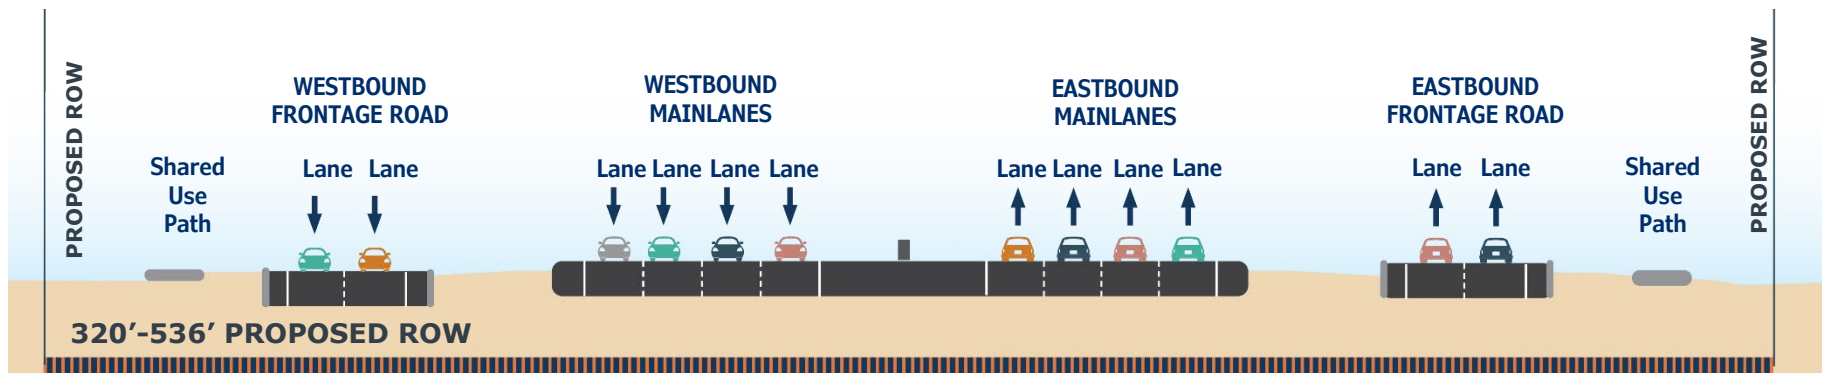 PROPOSED ROW
WESTBOUND
FRONTAGE ROAD
WESTBOUND
MAINLANES
EASTBOUND
MAINLANES
EASTBOUND
FRONTAGE ROAD
PROPOSED ROW
Shared
Use
Path
Lane Lane
Lane Lane Lane Lane
Lane Lane Lane Lane
Lane Lane
Shared
Use
Path
320’-536’ PROPOSED ROW